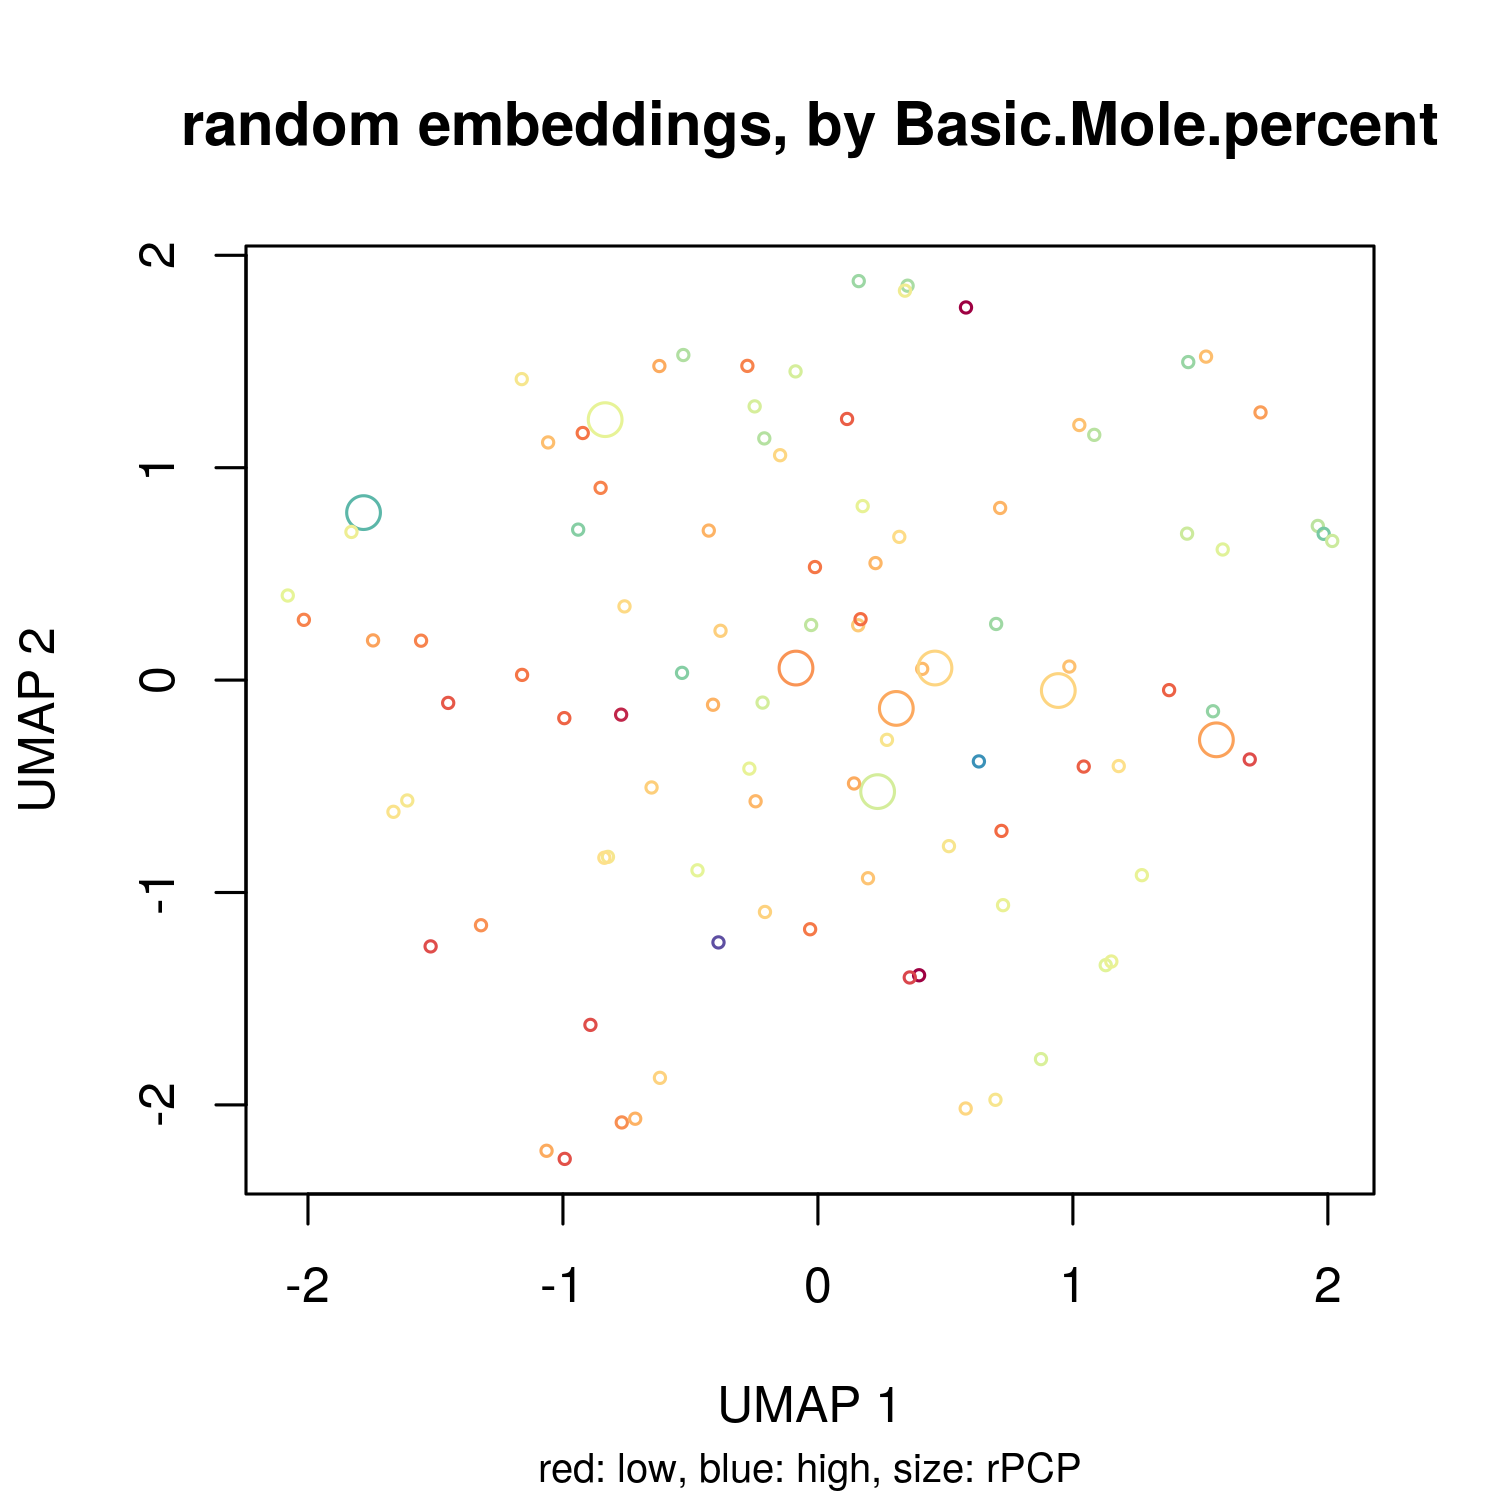 random embeddings, by Basic.Mole.percent
2
1
0
-1
-2
UMAP 2
-2 -1 0 1 2
UMAP 1
red: low, blue: high, size: rPCP